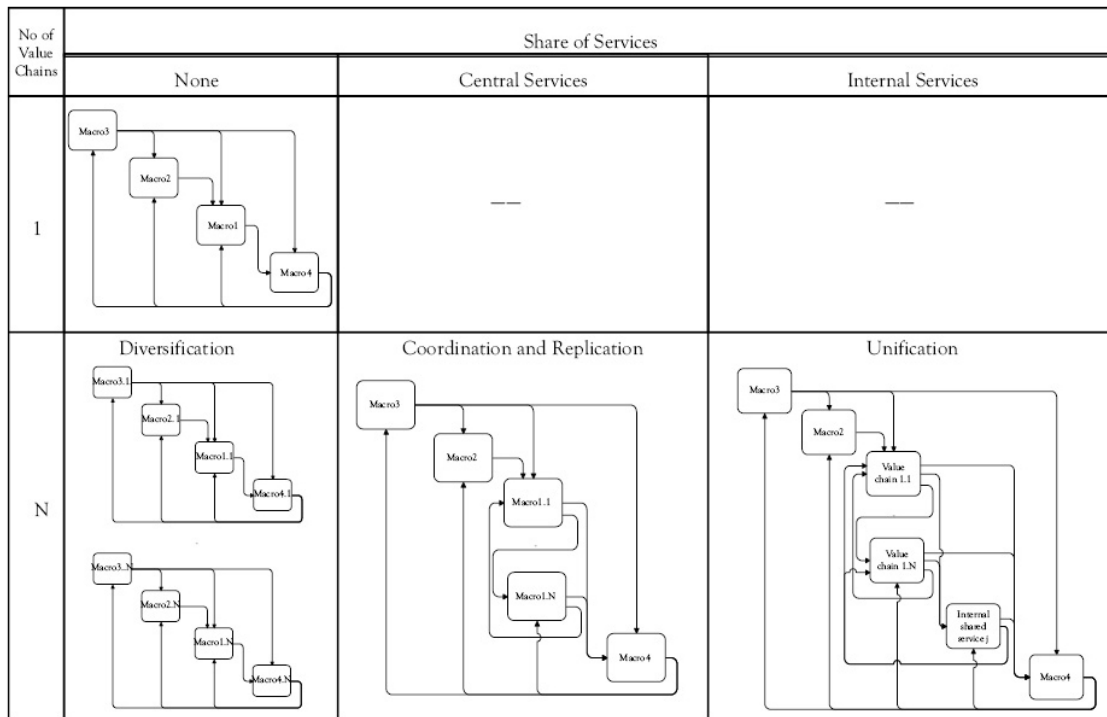 No of
Value
Chains
Share of Services
None
Central Services
Internal Services
1
Macro3
Macro2
Macro1
Macro4
——
——
N
Diversification
Macro3.1
Macro2.1
Macro1.1
Macro4.1
Macro3.N
Macro2.N
Macro1.N
Macro4.N
Coordination and Replication
Macro3
Macro2
Macro1.1
Macro1.N
Macro4
Unification
Macro3
Macro2
Value
chain 1.1
Value
chain 1.N
Internal
shared
service j
Macro4